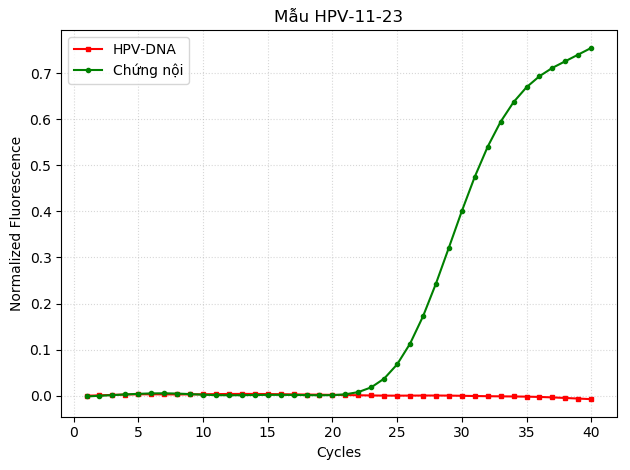 Mẫu HPV-11-23
HPV-DNA
Chứng nội
Normalized Fluorescence
0.7
0.6
0.5
0.4
0.3
0.2
0.1
0.0
0 5 10 15 20 25 30 35 40
Cycles